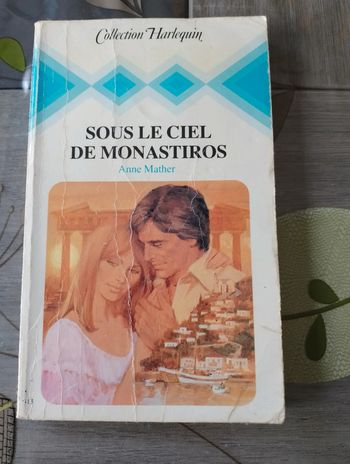 Collection Harlequin
SOUS LE CIEL
DE MONASTIROS
Anne Mather